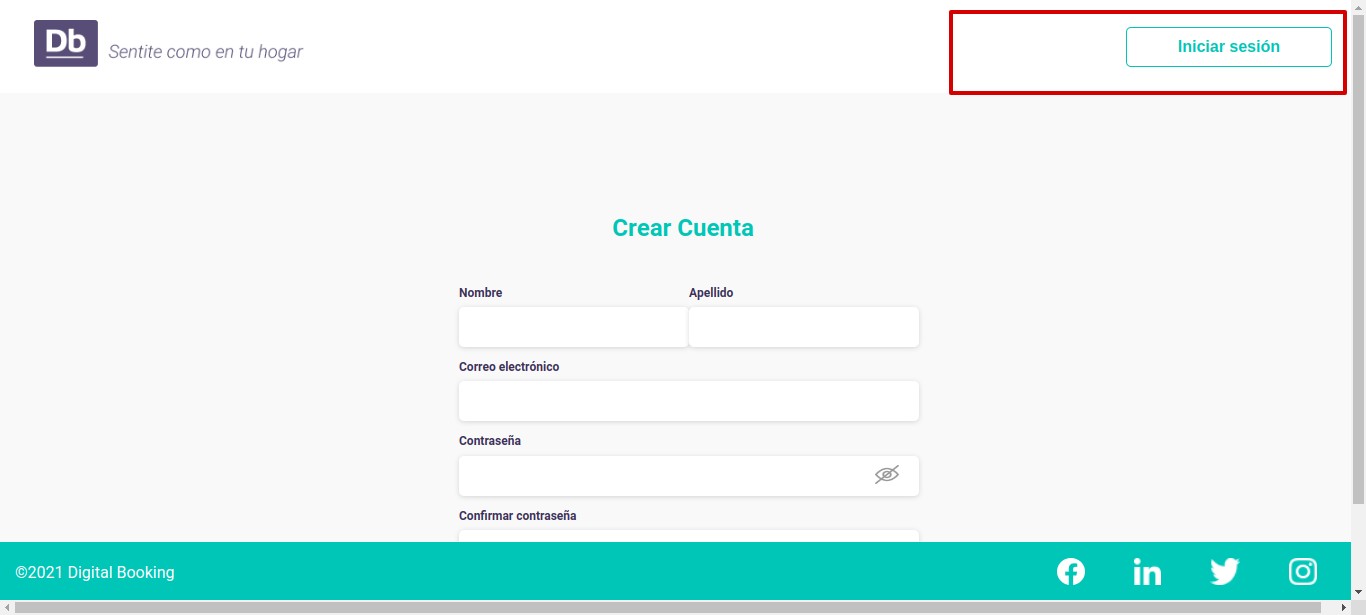 Db
Sentite como en tu hogar
Iniciar sesión
Crear Cuenta
Nombre
Apellido
Correo electrónico
Contraseña
Confirmar contraseña
©2021 Digital Booking